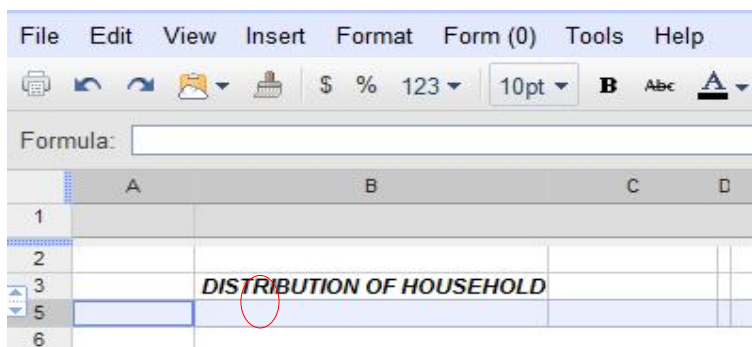 File Edit View Insert Format Form (0) Tools Help
$ % 123 10pt B Abc A
Formula:
A B C D
1
2
3 DISTRIBUTION OF HOUSEHOLD
5
6